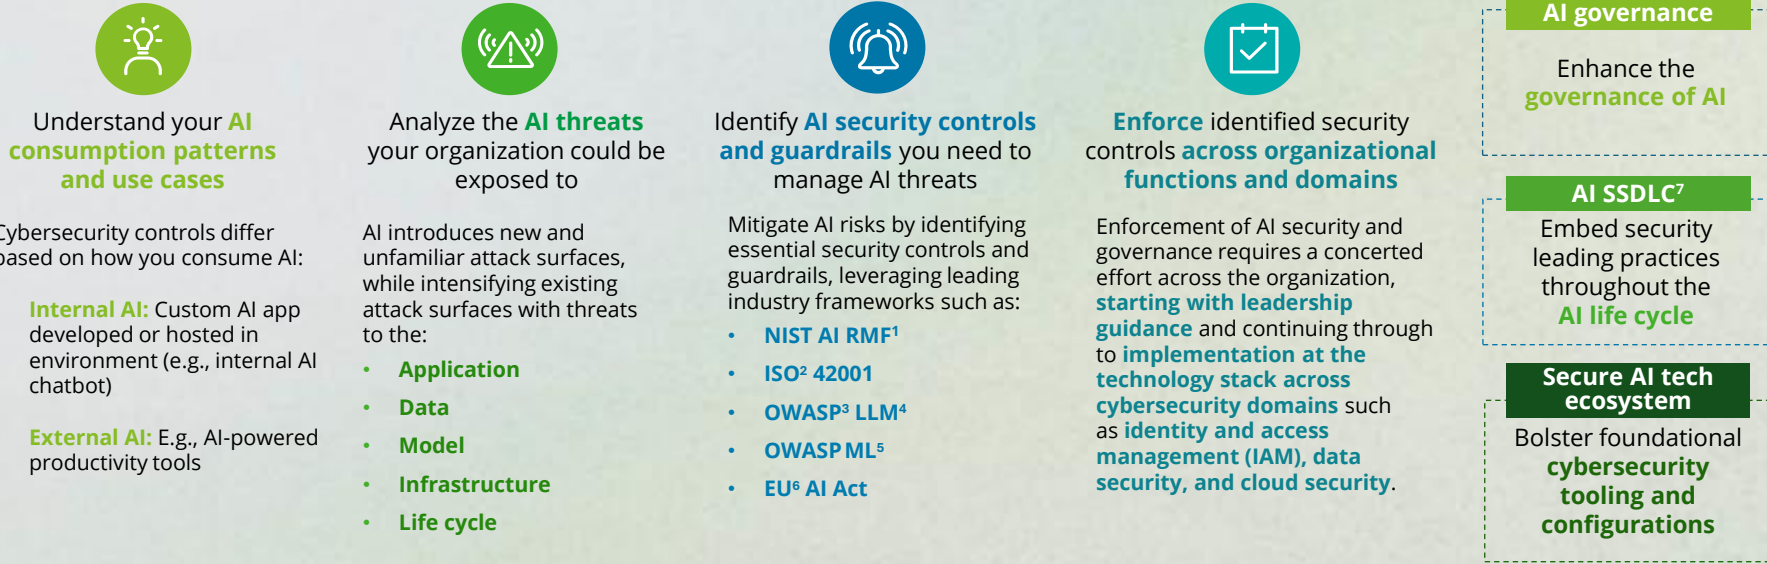 Understand your AI
consumption patterns
and use cases
Cybersecurity controls differ
based on how you consume AI:
Internal AI: Custom AI app
developed or hosted in
environment (e.g., internal AI
chatbot)
External AI: E.g., AI-powered
productivity tools
Analyze the AI threats
your organization could be
exposed to
AI introduces new and
unfamiliar attack surfaces,
while intensifying existing
attack surfaces with threats
to the:
• Application
• Data
• Model
• Infrastructure
• Life cycle
Identify AI security controls
and guardrails you need to
manage AI threats
Mitigate AI risks by identifying
essential security controls and
guardrails, leveraging leading
industry frameworks such as:
• NIST AI RMF¹
• ISO² 42001
• OWASP³ LLM⁴
• OWASP ML⁵
• EU⁶ AI Act
Enforce identified security
controls across organizational
functions and domains
Enforcement of AI security and
governance requires a concerted
effort across the organization,
starting with leadership
guidance and continuing through
to implementation at the
technology stack across
cybersecurity domains such
as identity and access
management (IAM), data
security, and cloud security.
AI governance
Enhance the
governance of AI
AI SSDLC⁷
Embed security
leading practices
throughout the
AI life cycle
Secure AI tech
ecosystem
Bolster foundational
cybersecurity
tooling and
configurations